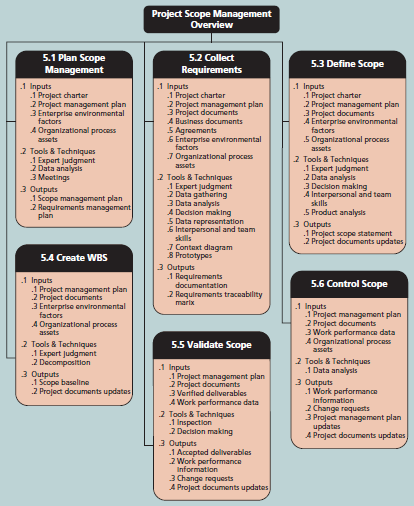 Project Scope Management
Overview
5.1 Plan Scope
Management
.1 Inputs
.1 Project charter
.2 Project management plan
.3 Enterprise environmental
factors
.4 Organizational process
assets
.2 Tools & Techniques
.1 Expert judgment
.2 Data analysis
.3 Meetings
.3 Outputs
.1 Scope management plan
.2 Requirements management
plan
5.2 Collect
Requirements
.1 Inputs
.1 Project charter
.2 Project management plan
.3 Project documents
.4 Business documents
.5 Agreements
.6 Enterprise environmental
factors
.7 Organizational process
assets
.2 Tools & Techniques
.1 Expert judgment
.2 Data gathering
.3 Data analysis
.4 Decision making
.5 Data representation
.6 Interpersonal and team
skills
.7 Context diagram
.8 Prototypes
.3 Outputs
.1 Requirements
documentation
.2 Requirements traceability
marix
5.3 Define Scope
.1 Inputs
.1 Project charter
.2 Project management plan
.3 Project documents
.4 Enterprise environmental
factors
.5 Organizational process
assets
.2 Tools & Techniques
.1 Expert judgment
.2 Data analysis
.3 Decision making
.4 Interpersonal and team
skills
.5 Product analysis
.3 Outputs
.1 Project scope statement
.2 Project documents updates
5.4 Create WBS
.1 Inputs
.1 Project management plan
.2 Project documents
.3 Enterprise environmental
factors
.4 Organizational process
assets
.2 Tools & Techniques
.1 Expert judgment
.2 Decomposition
.3 Outputs
.1 Scope baseline
.2 Project documents updates
5.5 Validate Scope
.1 Inputs
.1 Project management plan
.2 Project documents
.3 Verified deliverables
.4 Work performance data
.2 Tools & Techniques
.1 Inspection
.2 Decision making
.3 Outputs
.1 Accepted deliverables
.2 Work performance
information
.3 Change requests
.4 Project documents updates
5.6 Control Scope
.1 Inputs
.1 Project management plan
.2 Project documents
.3 Work performance data
.4 Organizational process
assets
.2 Tools & Techniques
.1 Data analysis
.3 Outputs
.1 Work performance
information
.2 Change requests
.3 Project management plan
updates
.4 Project documents updates